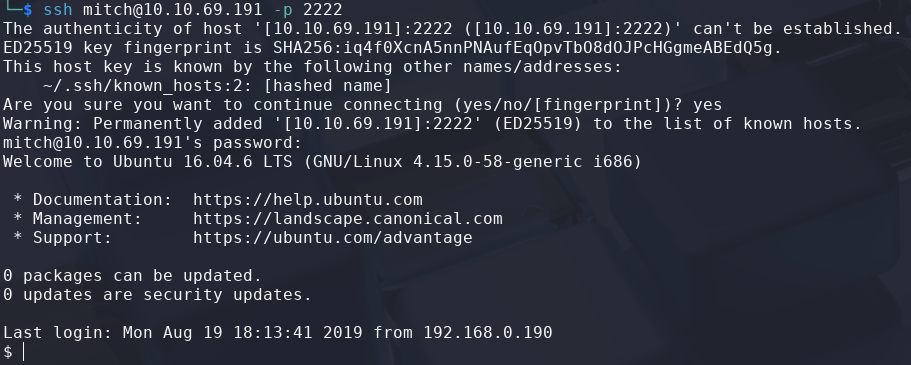 └─$ ssh mitch@10.10.69.191 -p 2222
The authenticity of host '[10.10.69.191]:2222 ([10.10.69.191]:2222)' can't be established.
ED25519 key fingerprint is SHA256:iq4f0XcnA5nnPNAufEqOpvTbO8dOJPcHGgmeABEdQ5g.
This host key is known by the following other names/addresses:
    ~/.ssh/known_hosts:2: [hashed name]
Are you sure you want to continue connecting (yes/no/[fingerprint])? yes
Warning: Permanently added '[10.10.69.191]:2222' (ED25519) to the list of known hosts.
mitch@10.10.69.191's password:
Welcome to Ubuntu 16.04.6 LTS (GNU/Linux 4.15.0-58-generic i686)

 * Documentation:  https://help.ubuntu.com
 * Management:     https://landscape.canonical.com
 * Support:        https://ubuntu.com/advantage

0 packages can be updated.
0 updates are security updates.

Last login: Mon Aug 19 18:13:41 2019 from 192.168.0.190
$